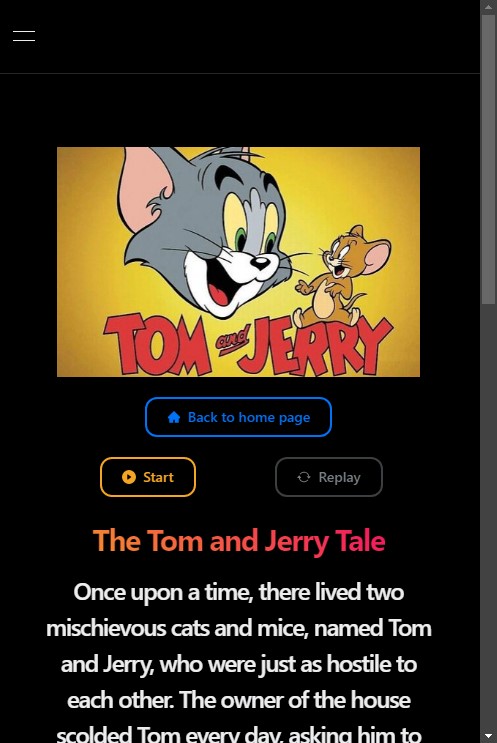 TOM and JERRY
Back to home page
Start
Replay
The Tom and Jerry Tale
Once upon a time, there lived two
mischievous cats and mice, named Tom
and Jerry, who were just as hostile to
each other. The owner of the house
scolded Tom every day, asking him to